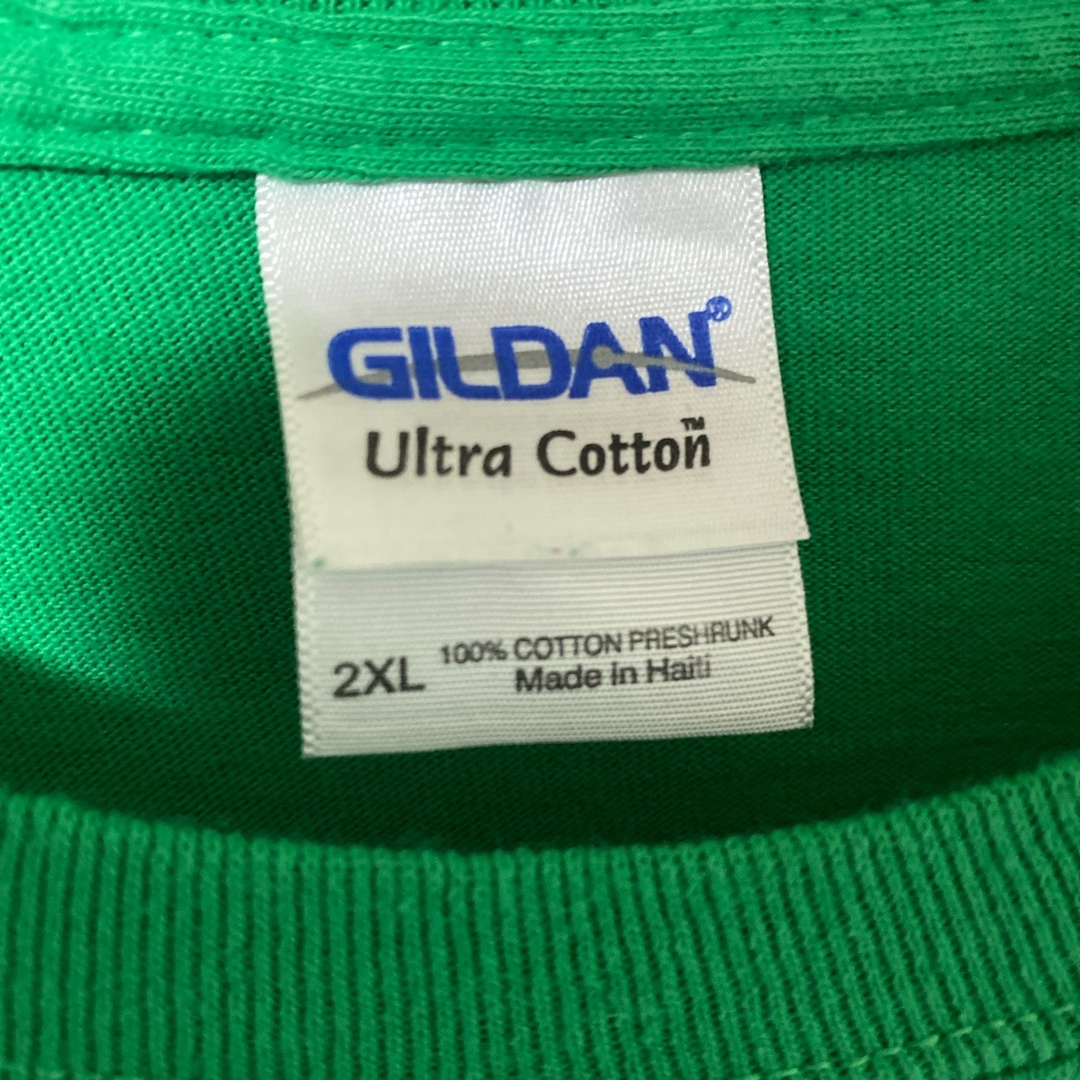 GILDAN®
Ultra Cotton™
2XL 100% COTTON PRESHRUNK
Made in Haiti